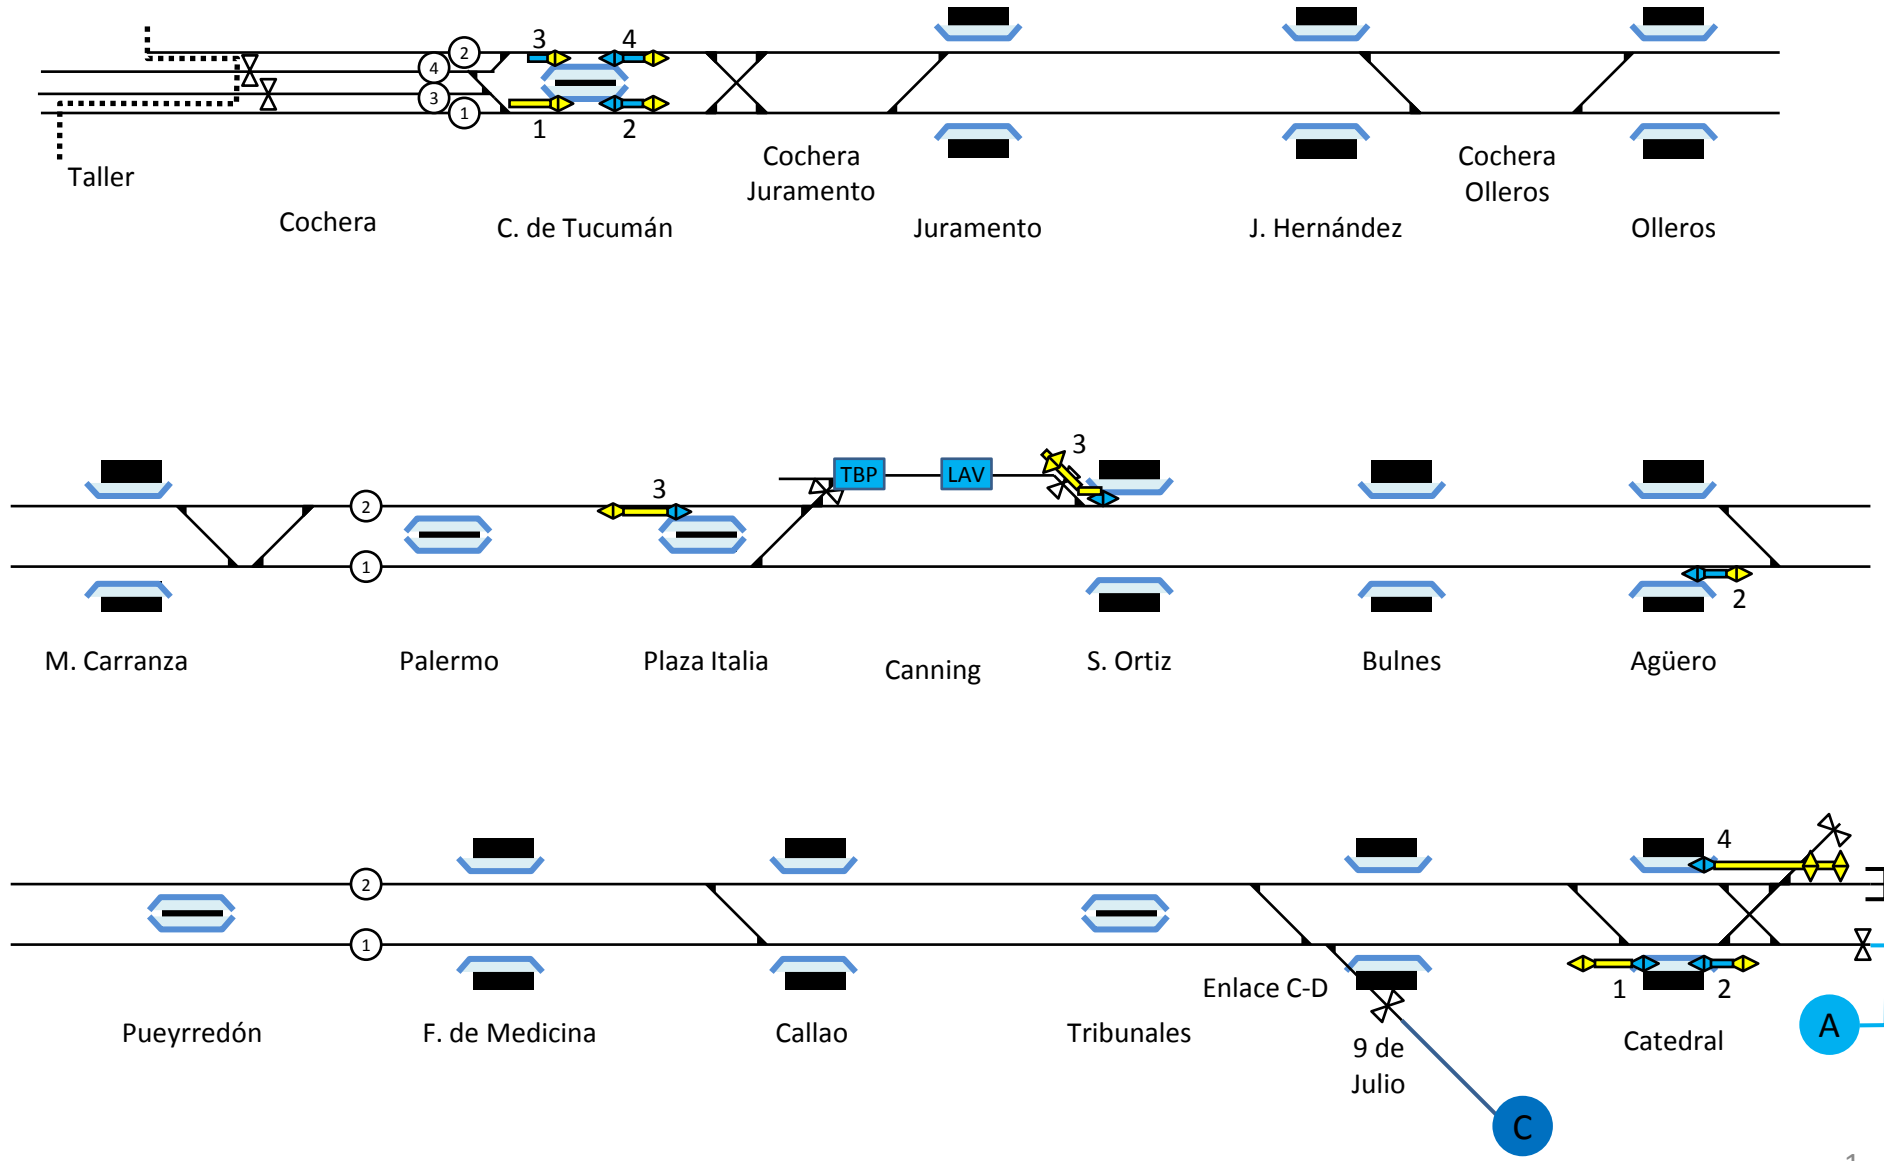 3
4
2
4
3
1
1
2
Taller
Cochera
C. de Tucumán
Cochera
Juramento
Juramento
J. Hernández
Cochera
Olleros
Olleros
3
TBP
LAV
3
2
1
2
M. Carranza
Palermo
Plaza Italia
Canning
S. Ortiz
Bulnes
Agüero
4
2
1
1
2
Pueyrredón
F. de Medicina
Callao
Tribunales
Enlace C-D
9 de
Julio
Catedral
A
C
1